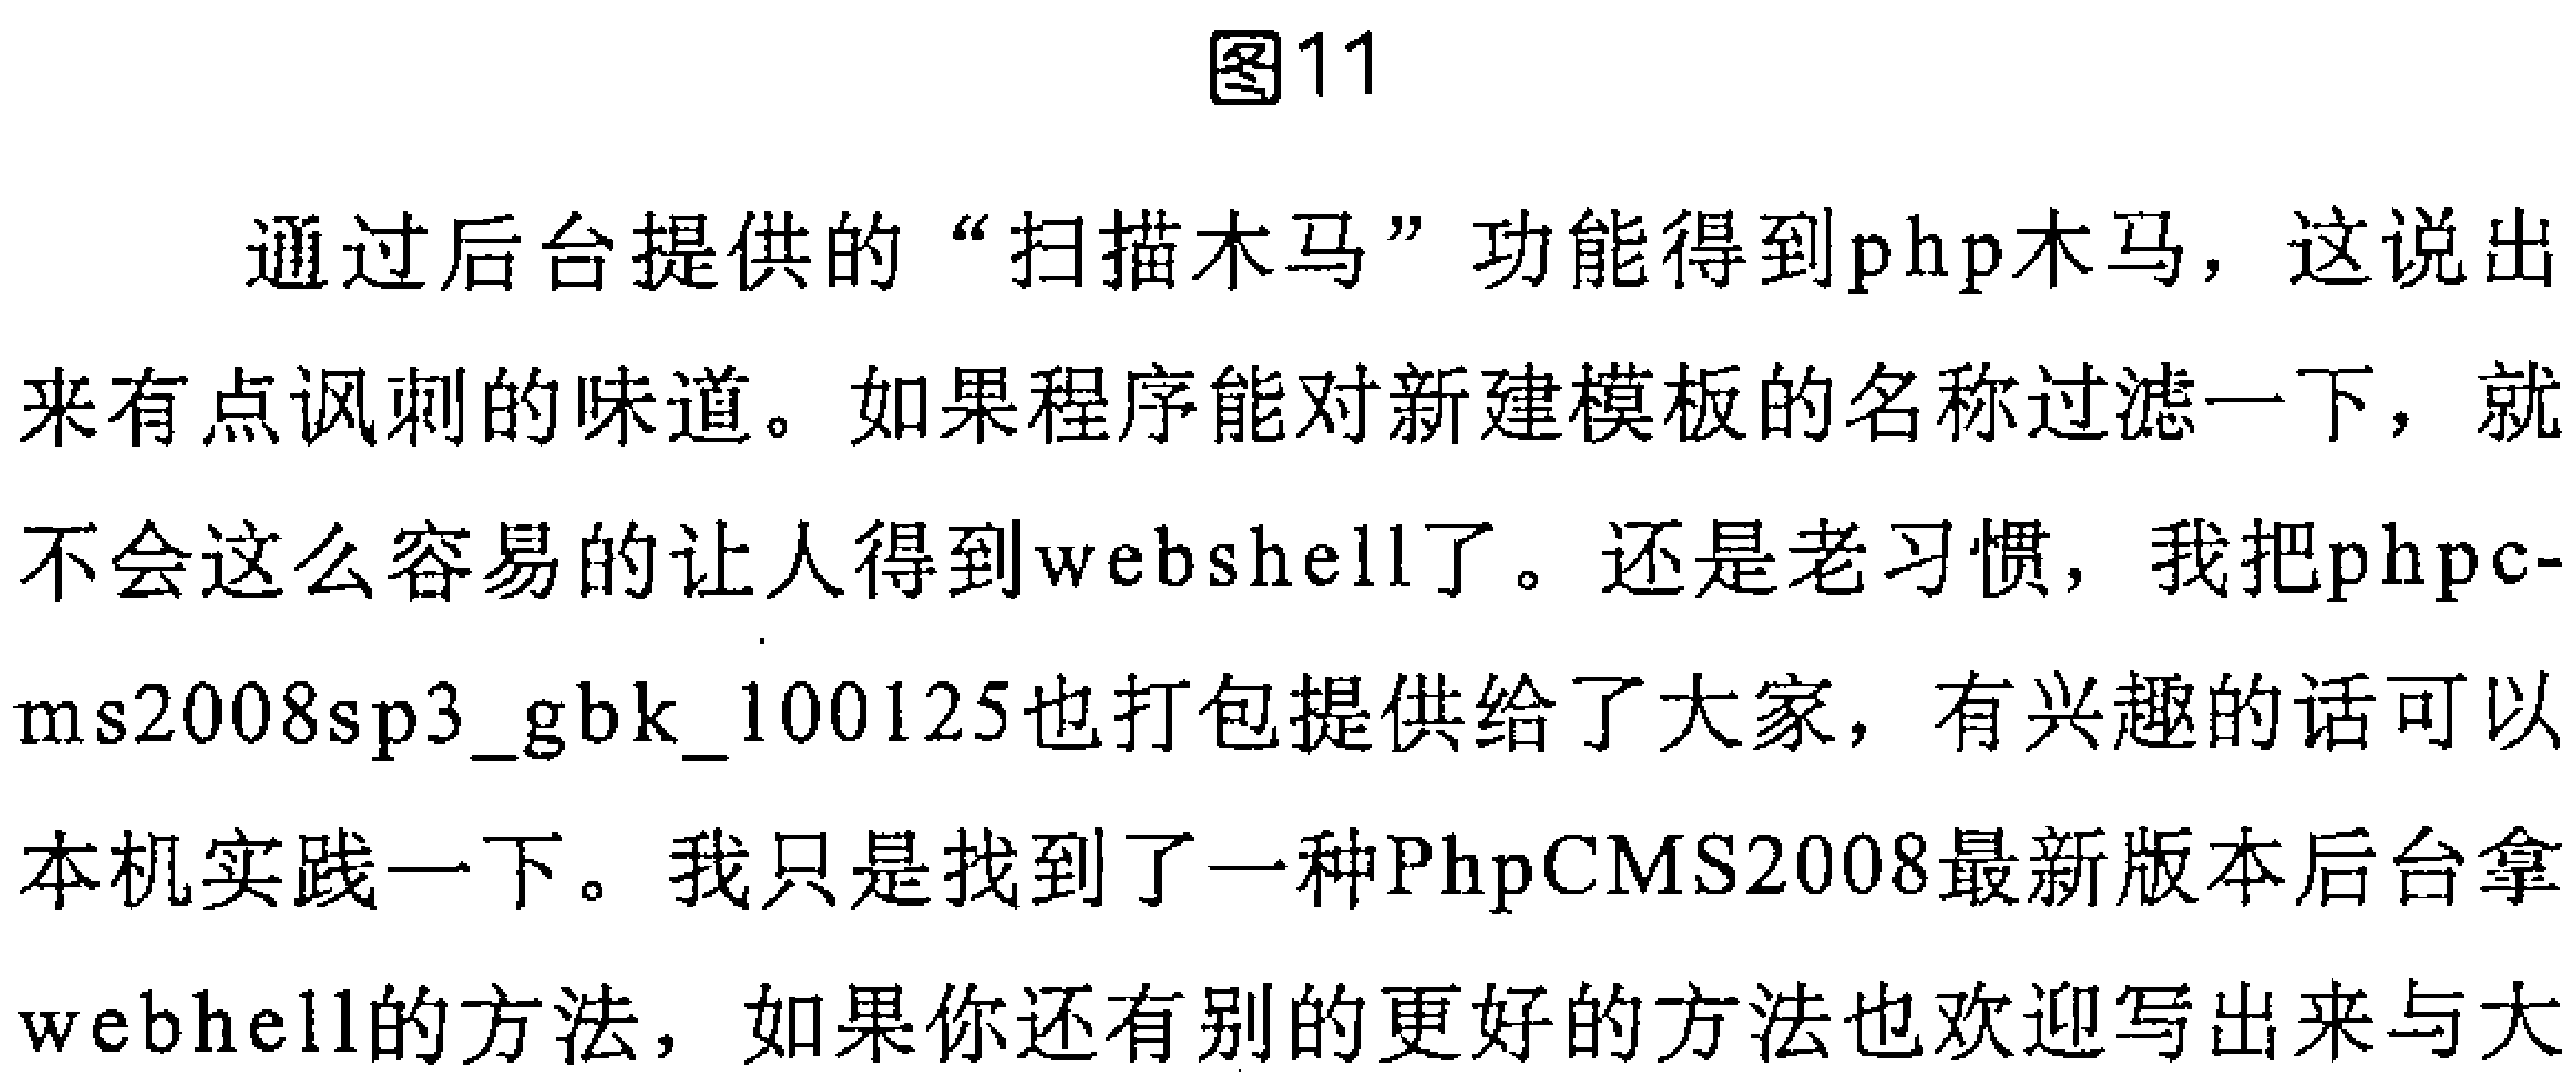 图11
通过后台提供的“扫描木马”功能得到php木马，这说出
来有点讽刺的味道。如果程序能对新建模板的名称过滤一下，就
不会这么容易的让人得到webshell了。还是老习惯，我把phpc-
ms2008sp3_gbk_100125也打包提供给了大家，有兴趣的话可以
本机实践一下。我只是找到了一种PhpCMS2008最新版本后台拿
webhell的方法，如果你还有别的更好的方法也欢迎写出来与大